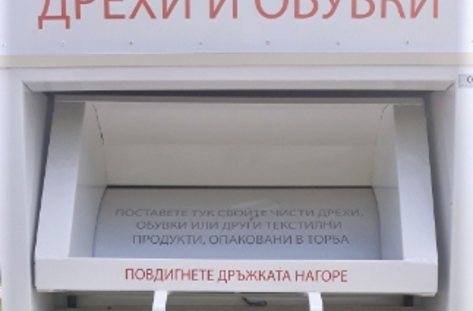 ДРЕХИ И ОБУВКИ
ПОСТАВЕТЕ ТУК СВОИТЕ ЧИСТИ ДРЕХИ,
ОБУВКИ ИЛИ ДРУГИ ТЕКСТИЛНИ
ПРОДУКТИ, ОПАКОВАНИ В ТОРБА
ПОВДИГНЕТЕ ДРЪЖКАТА НАГОРЕ